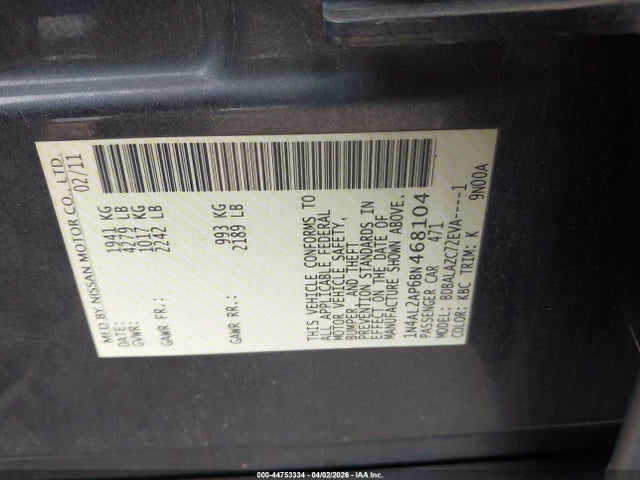 MFD BY NISSAN MOTOR CO., LTD.
DATE: 02/11
GVWR: 1941 KG
4279 LB
GAWR FR.: 1017 KG
2242 LB
GAWR RR.: 993 KG
2189 LB
THIS VEHICLE CONFORMS TO
ALL APPLICABLE FEDERAL
MOTOR VEHICLE SAFETY,
BUMPER, AND THEFT
PREVENTION STANDARDS IN
EFFECT ON THE DATE OF
MANUFACTURE SHOWN ABOVE.
1N4AL2AP6BN468104
PASSENGER CAR 471
MODEL: BDBALAZC72EVA----1
COLOR: KBC TRIM: K 9N00A
000-44753334 - 04/02/2026 - IAA Inc.